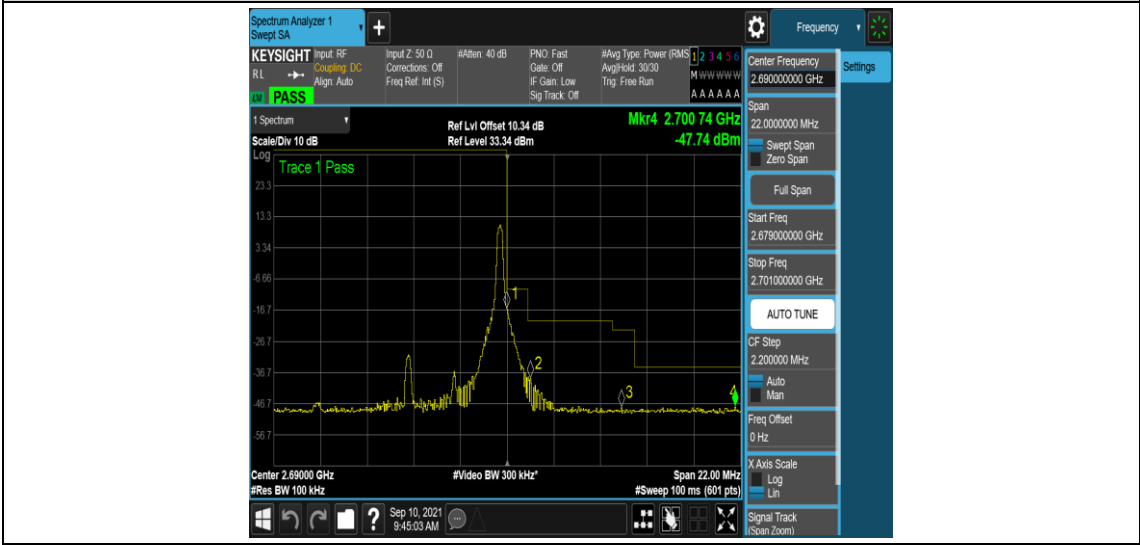 Spectrum Analyzer 1
Swept SA
+
Frequency
KEYSIGHT
RL
LM PASS
Input: RF
Coupling: DC
Align: Auto
Input Z: 50 Ω
Corrections: Off
Freq Ref: Int (S)
#Atten: 40 dB
PNO: Fast
Gate: Off
IF Gain: Low
Sig Track: Off
#Avg Type: Power (RMS
Avg|Hold: 30/30
Trig: Free Run
1 2 3 4 5 6
M W W W W W
A A A A A A
1 Spectrum
Scale/Div 10 dB
Ref Lvl Offset 10.34 dB
Ref Level 33.34 dBm
Mkr4 2.700 74 GHz
-47.74 dBm
Log
Trace 1 Pass
23.3
13.3
3.34
-6.66
-16.7
-26.7
-36.7
-46.7
-56.7
1
2
3
4
Center 2.69000 GHz
#Res BW 100 kHz
#Video BW 300 kHz*
Span 22.00 MHz
#Sweep 100 ms (601 pts)
Center Frequency
2.690000000 GHz
Settings
Span
22.0000000 MHz
Swept Span
Zero Span
Full Span
Start Freq
2.679000000 GHz
Stop Freq
2.701000000 GHz
AUTO TUNE
CF Step
2.200000 MHz
Auto
Man
Freq Offset
0 Hz
X Axis Scale
Log
Lin
Signal Track
(Span Zoom)
?
Sep 10, 2021
9:45:03 AM